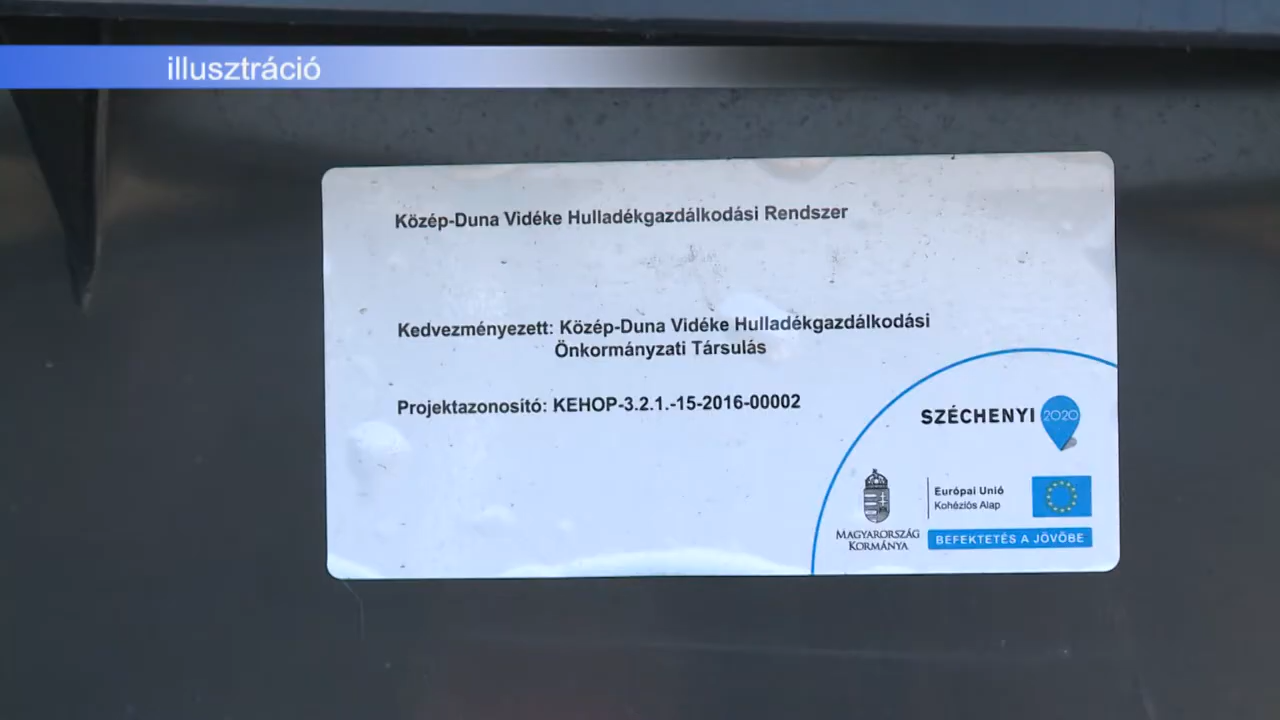 illusztráció
Közép-Duna Vidéke Hulladékgazdálkodási Rendszer
Kedvezményezett: Közép-Duna Vidéke Hulladékgazdálkodási
Önkormányzati Társulás
Projektazonosító: KEHOP-3.2.1.-15-2016-00002
SZÉCHENYI 2020
MAGYARORSZÁG
KORMÁNYA
Európai Unió
Kohéziós Alap
BEFEKTETÉS A JÖVŐBE